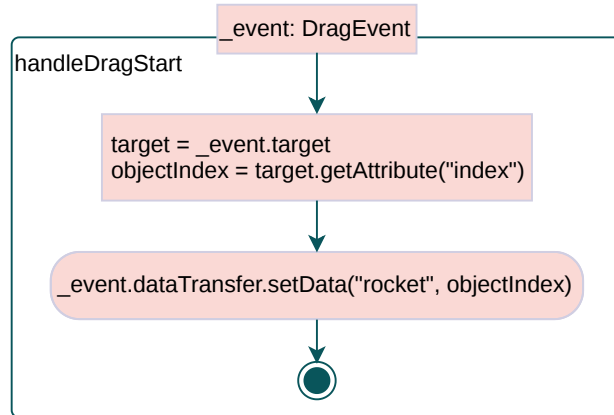 _event: DragEvent
handleDragStart
target = _event.target
objectIndex = target.getAttribute("index")
_event.dataTransfer.setData("rocket", objectIndex)